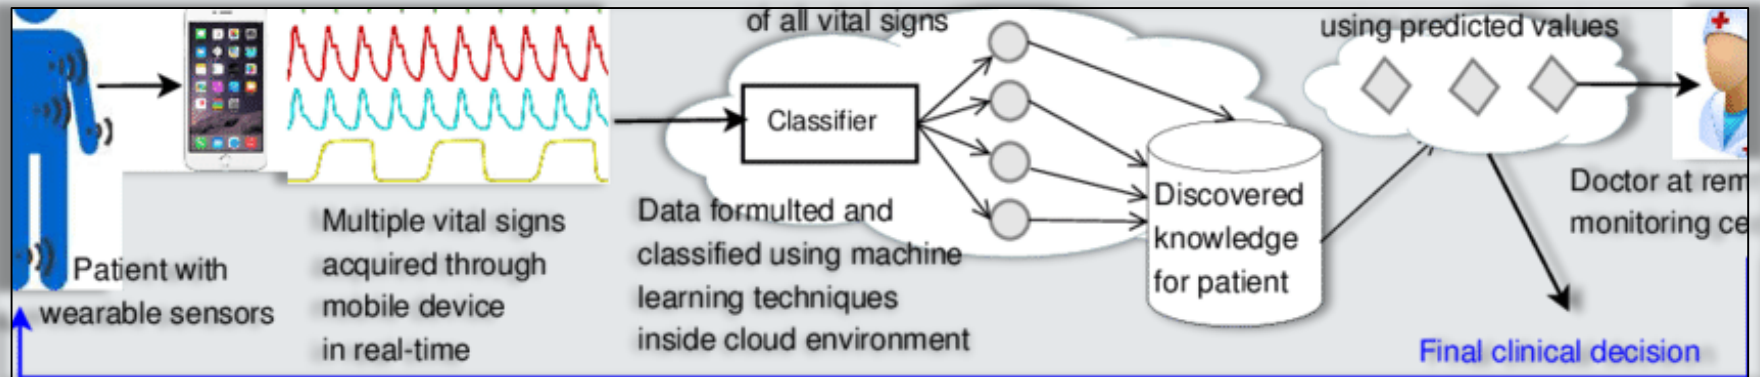 of all vital signs
using predicted values
Classifier
Discovered
knowledge
for patient
Patient with
wearable sensors
Multiple vital signs
acquired through
mobile device
in real-time
Data formulted and
classified using machine
learning techniques
inside cloud environment
Doctor at rem
monitoring ce
Final clinical decision